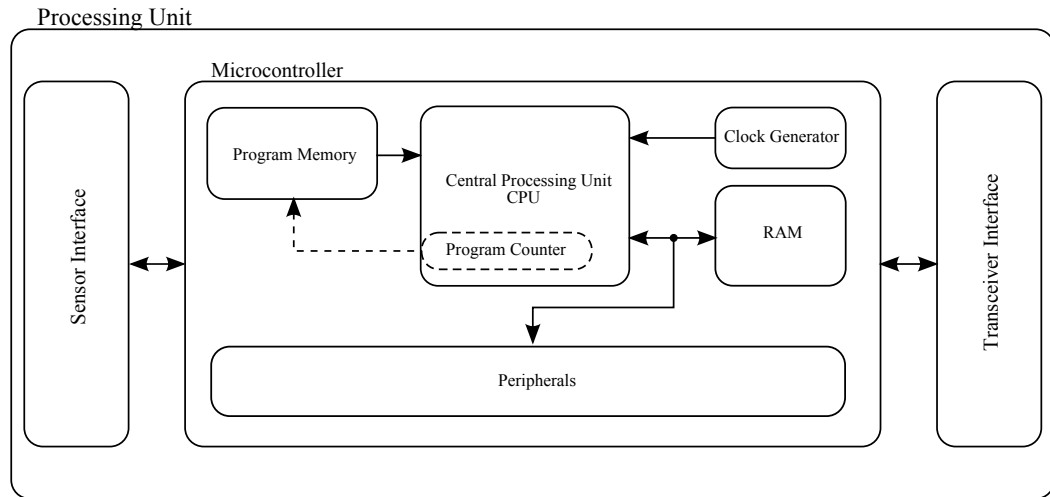 Processing Unit
Microcontroller
Sensor Interface
Program Memory
Central Processing Unit
CPU
Program Counter
Clock Generator
RAM
Peripherals
Transceiver Interface